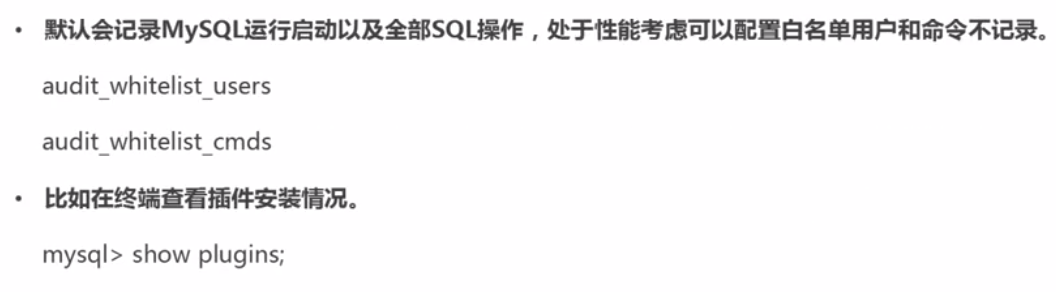 • 默认会记录MySQL运行启动以及全部SQL操作，处于性能考虑可以配置白名单用户和命令不记录。
audit_whitelist_users
audit_whitelist_cmds
• 比如在终端查看插件安装情况。
mysql> show plugins;